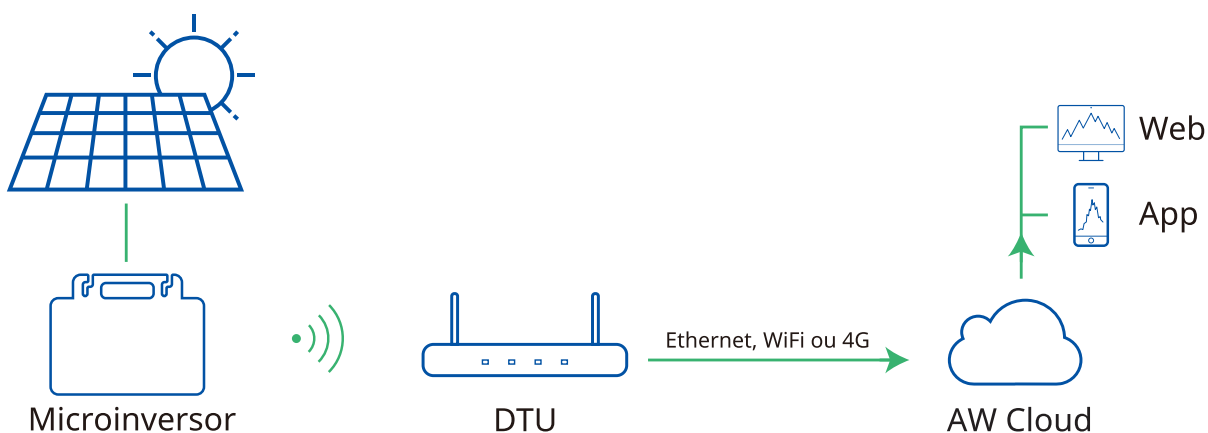 Web
App
Ethernet, WiFi ou 4G
Microinversor
DTU
AW Cloud